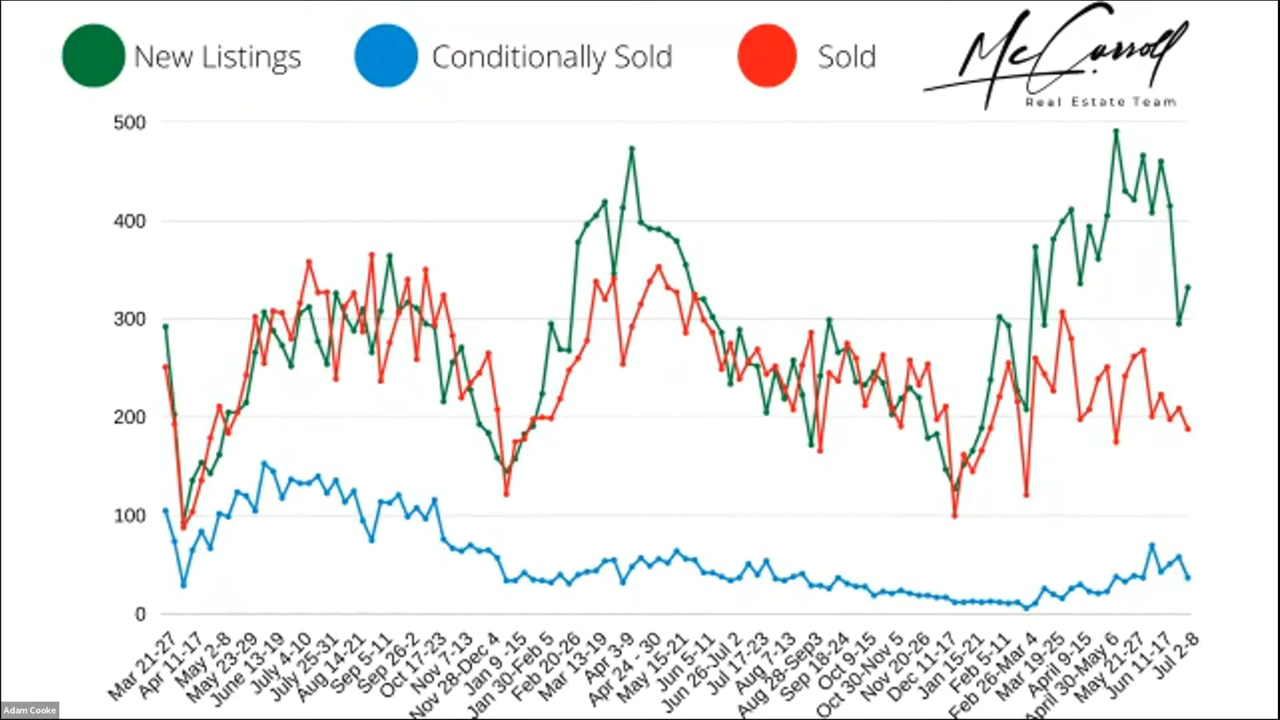 New Listings
Conditionally Sold
Sold
McCarroll
Real Estate Team
500
400
300
200
100
0
Mar 21-27
Apr 11-17
May 2-8
May 23-29
June 13-19
July 4-10
July 25-31
Aug 14-21
Sep 5-11
Sep 26-2
Oct 17-23
Nov 7-13
Nov 28-Dec 4
Jan 9 -15
Jan 30-Feb 5
Feb 20-26
Mar 13-19
Apr 3-9
Apr 24 - 30
May 15-21
Jun 5-11
Jun 26-Jul 2
Jul 17-23
Aug 7-13
Aug 28-Sep3
Sep 18-24
Oct 9-15
Oct 30-Nov 5
Nov 20-26
Dec 11-17
Jan 15-21
Feb 5-11
Feb 26-Mar 4
Mar 19-25
April 9-15
April 30-May 6
May 21-27
Jun 11-17
Jul 2-8
Adam Cooke